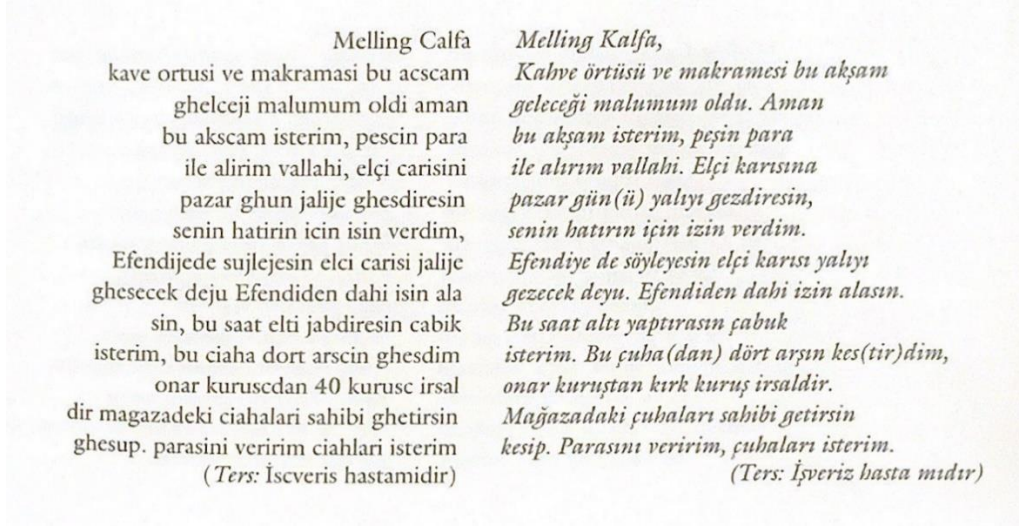 Melling Calfa
kave ortusi ve makramasi bu acscam
ghelceji malumum oldi aman
bu akscam isterim, pescin para
ile alirim vallahi, elçi carisini
pazar ghun jalije ghesdiresin
senin hatirin icin isin verdim,
Efendijede sujlejesin elci carisi jalije
ghesecek deju Efendiden dahi isin ala
sin, bu saat elti jabdiresin cabik
isterim, bu ciaha dort arscin ghesdim
onar kuruscdan 40 kurusc irsal
dir magazadeki ciahalari sahibi ghetirsin
ghesup. parasini veririm ciahlari isterim
(Ters: İscveris hastamidir)
Melling Kalfa,
Kahve örtüsü ve makramesi bu akşam
geleceği malumum oldu. Aman
bu akşam isterim, peşin para
ile alırım vallahi. Elçi karısına
pazar gün(ü) yalıyı gezdiresin,
senin hatırın için izin verdim.
Efendiye de söyleyesin elçi karısı yalıyı
gezecek deyu. Efendiden dahi izin alasın.
Bu saat altı yaptırasın çabuk
isterim. Bu çuha(dan) dört arşın kes(tir)dim,
onar kuruştan kırk kuruş irsaldir.
Mağazadaki çuhaları sahibi getirsin
kesip. Parasını veririm, çuhaları isterim.
(Ters: İşveriz hasta mıdır)